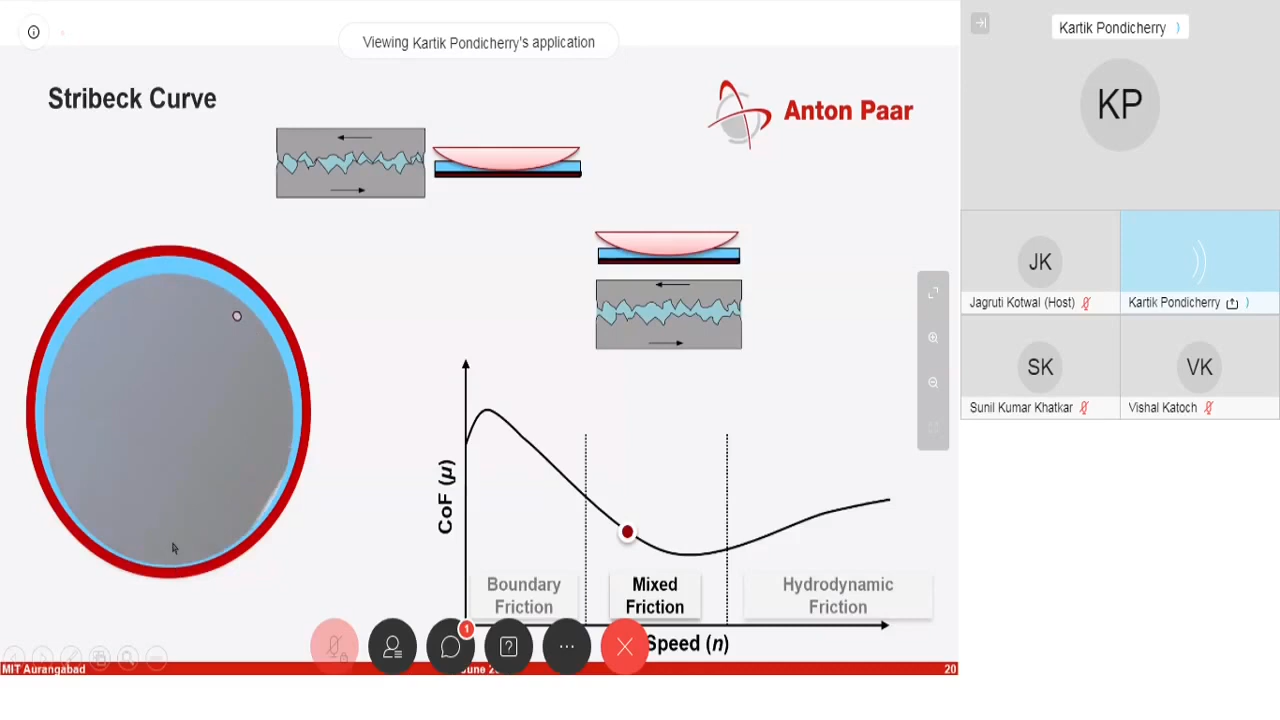 Viewing Kartik Pondicherry's application
Stribeck Curve
Anton Paar
CoF (μ)
Boundary
Friction
Mixed
Friction
Hydrodynamic
Friction
Speed (n)
1
?
MIT Aurangabad
20
Kartik Pondicherry
KP
JK
Jagruti Kotwal (Host)
Kartik Pondicherry
SK
Sunil Kumar Khatkar
VK
Vishal Katoch